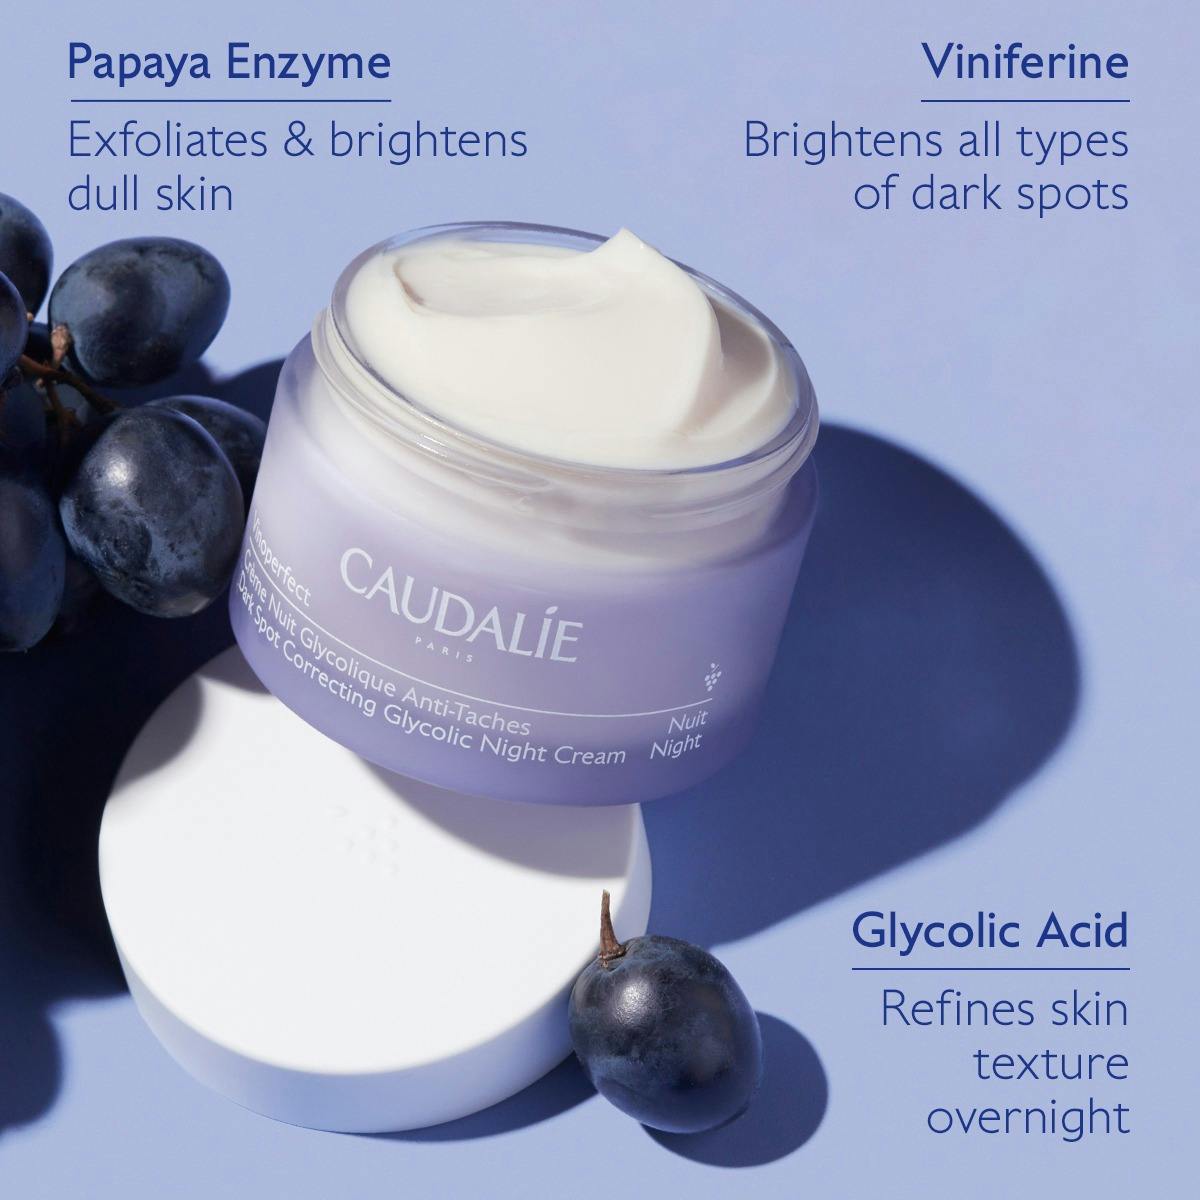 Papaya Enzyme
Exfoliates & brightens
dull skin
Viniferine
Brightens all types
of dark spots
CAUDALÍE
PARIS
Vinoperfect
Crème Nuit Glycolique Anti-Taches
Dark Spot Correcting Glycolic Night Cream
Nuit
Night
Glycolic Acid
Refines skin
texture
overnight